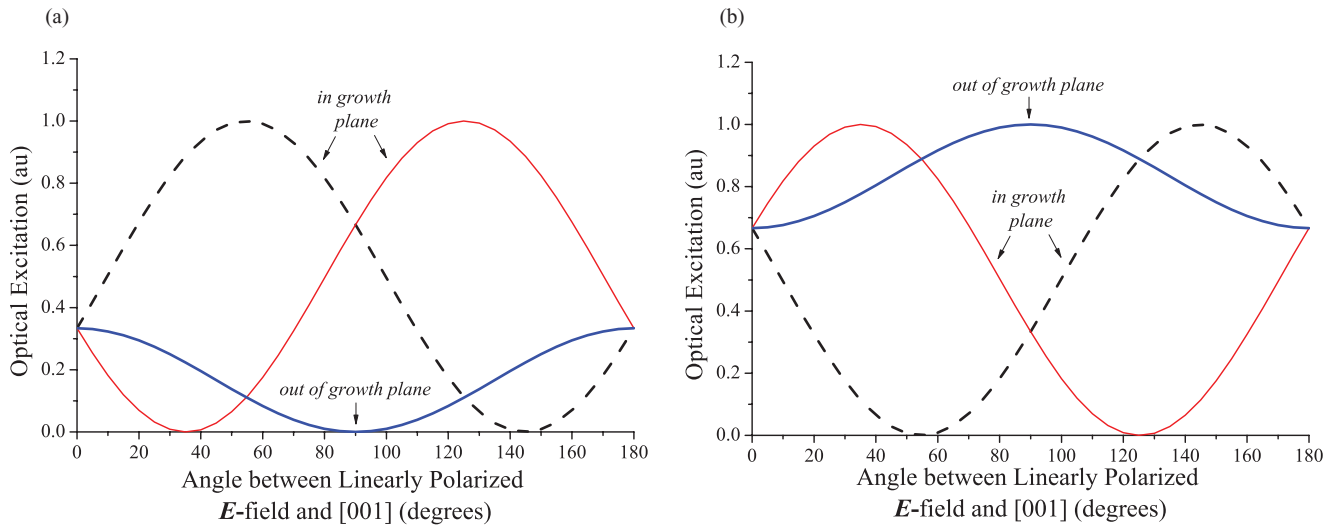 (a)
1.2
1.0
0.8
0.6
0.4
0.2
0.0
0 20 40 60 80 100 120 140 160 180
Optical Excitation (au)
in growth
plane
out of growth plane
Angle between Linearly Polarized
E-field and [001] (degrees)
(b)
1.2
1.0
0.8
0.6
0.4
0.2
0.0
0 20 40 60 80 100 120 140 160 180
Optical Excitation (au)
out of growth plane
in growth
plane
Angle between Linearly Polarized
E-field and [001] (degrees)